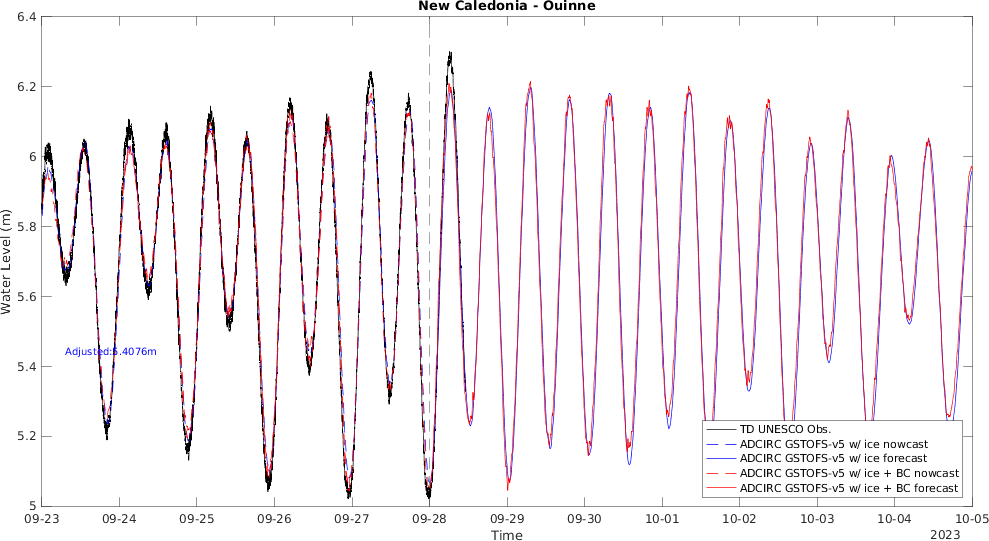 New Caledonia - Ouinne
6.4
6.2
6
5.8
5.6
5.4
5.2
5
Water Level (m)
09-23
09-24
09-25
09-26
09-27
09-28
09-29
09-30
10-01
10-02
10-03
10-04
10-05
Time
2023
TD UNESCO Obs.
ADCIRC GSTOFS-v5 w/ ice nowcast
ADCIRC GSTOFS-v5 w/ ice forecast
ADCIRC GSTOFS-v5 w/ ice + BC nowcast
ADCIRC GSTOFS-v5 w/ ice + BC forecast